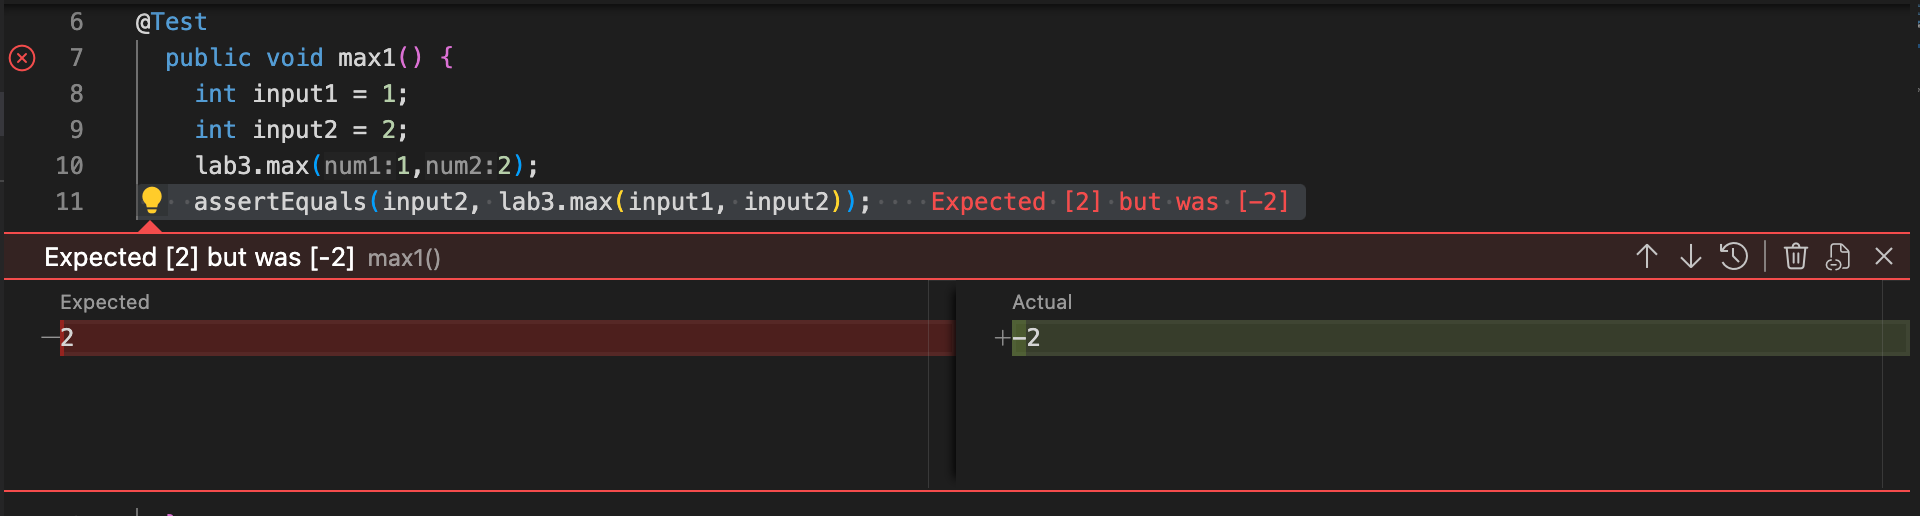 6 @Test
7 public void max1() {
8 int input1 = 1;
9 int input2 = 2;
10 lab3.max(num1:1,num2:2);
11 assertEquals(input2, lab3.max(input1, input2)); Expected [2] but was [-2]
Expected [2] but was [-2] max1()
Expected
Actual
—2
+-2